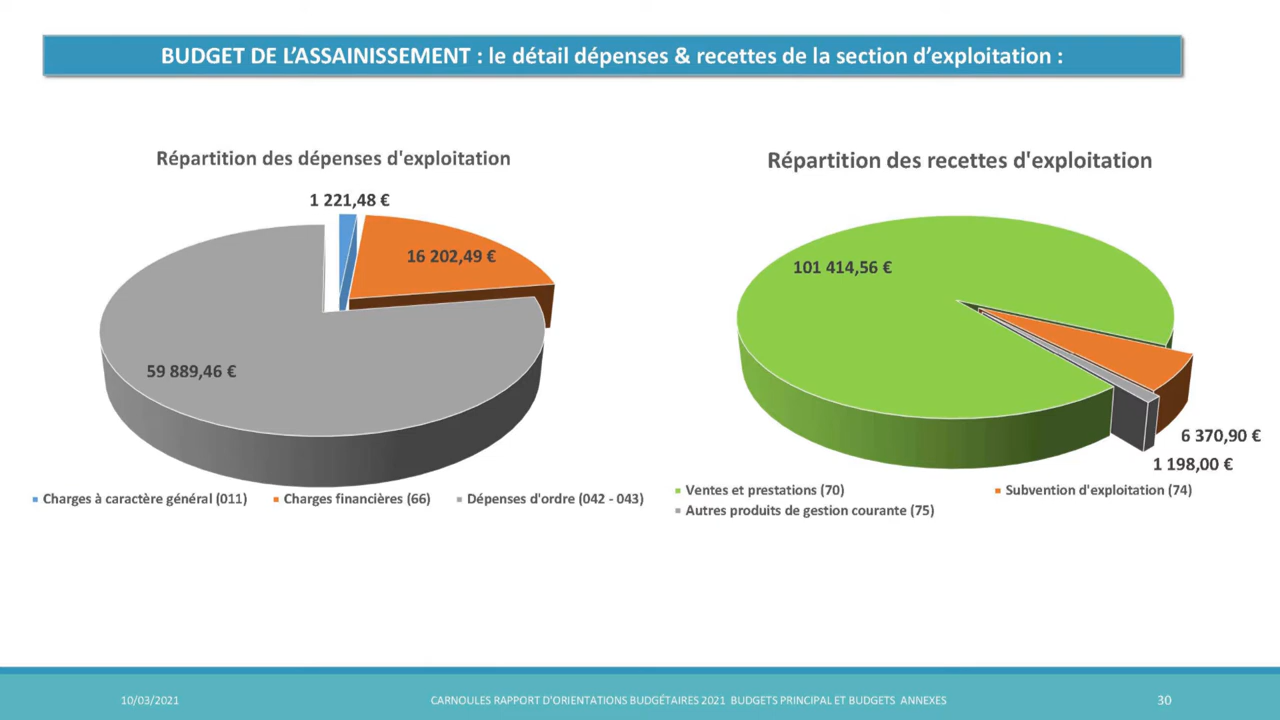 BUDGET DE L’ASSAINISSEMENT : le détail dépenses & recettes de la section d’exploitation :
Répartition des dépenses d'exploitation
1 221,48 €
16 202,49 €
59 889,46 €
Charges à caractère général (011)
Charges financières (66)
Dépenses d'ordre (042 - 043)
Répartition des recettes d'exploitation
101 414,56 €
6 370,90 €
1 198,00 €
Ventes et prestations (70)
Subvention d'exploitation (74)
Autres produits de gestion courante (75)
10/03/2021
CARNOULES RAPPORT D'ORIENTATIONS BUDGÉTAIRES 2021 BUDGETS PRINCIPAL ET BUDGETS ANNEXES
30